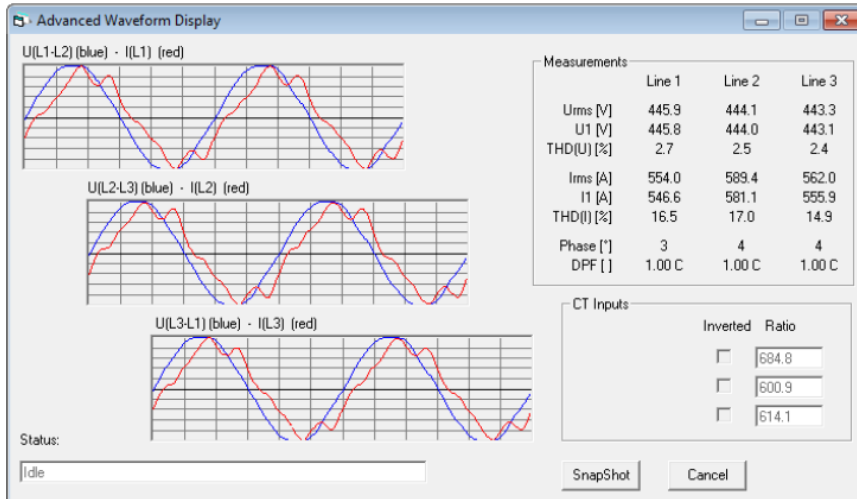 Advanced Waveform Display
U(L1-L2) (blue) - I(L1) (red)
U(L2-L3) (blue) - I(L2) (red)
U(L3-L1) (blue) - I(L3) (red)
Status:
Idle
Measurements
Line 1 Line 2 Line 3
Urms [V] 445.9 444.1 443.3
U1 [V] 445.8 444.0 443.1
THD(U) [%] 2.7 2.5 2.4
Irms [A] 554.0 589.4 562.0
I1 [A] 546.6 581.1 555.9
THD(I) [%] 16.5 17.0 14.9
Phase [°] 3 4 4
DPF [ ] 1.00 C 1.00 C 1.00 C
CT Inputs
Inverted Ratio
684.8
600.9
614.1
SnapShot Cancel